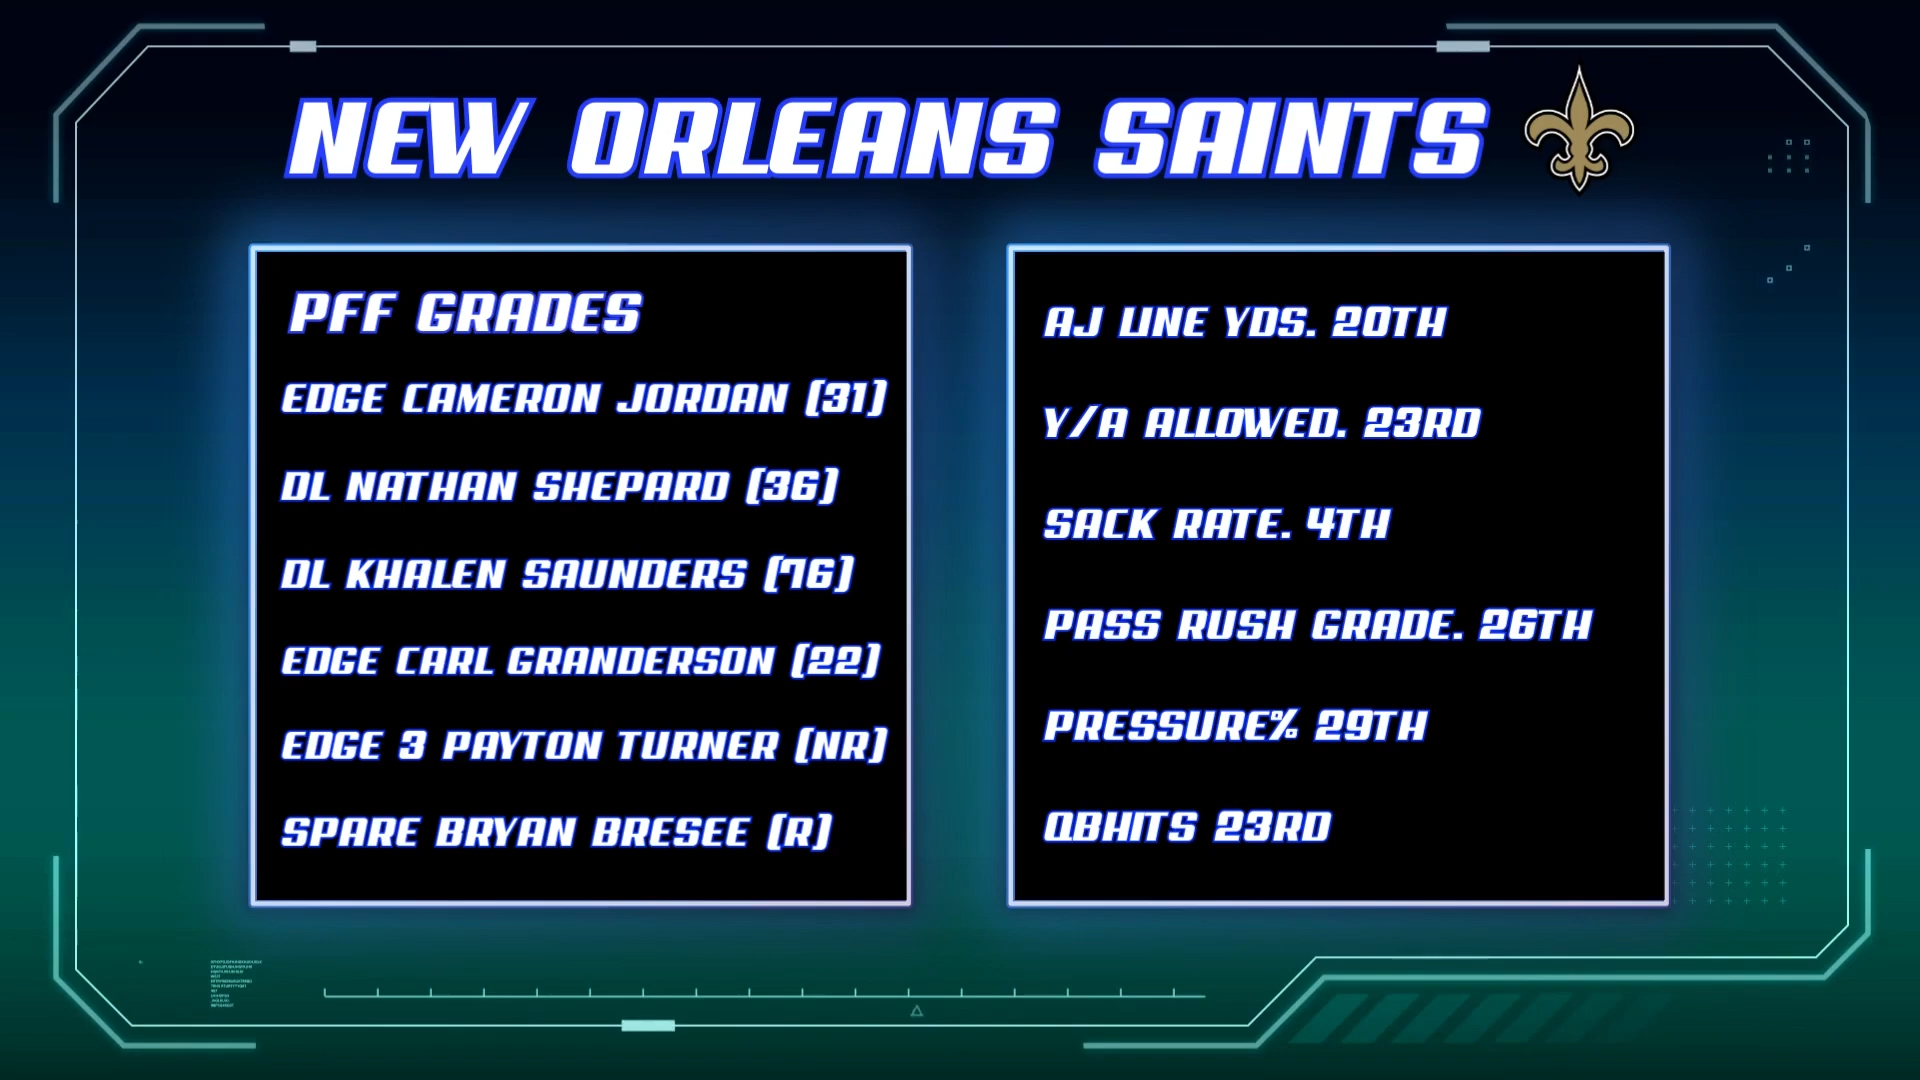 NEW ORLEANS SAINTS
PFF GRADES
EDGE CAMERON JORDAN (31)
DL NATHAN SHEPARD (36)
DL KHALEN SAUNDERS (76)
EDGE CARL GRANDERSON (22)
EDGE 3 PAYTON TURNER (NR)
SPARE BRYAN BRESEE (R)
AJ LINE YDS. 20TH
Y/A ALLOWED. 23RD
SACK RATE. 4TH
PASS RUSH GRADE. 26TH
PRESSURE% 29TH
QBHITS 23RD